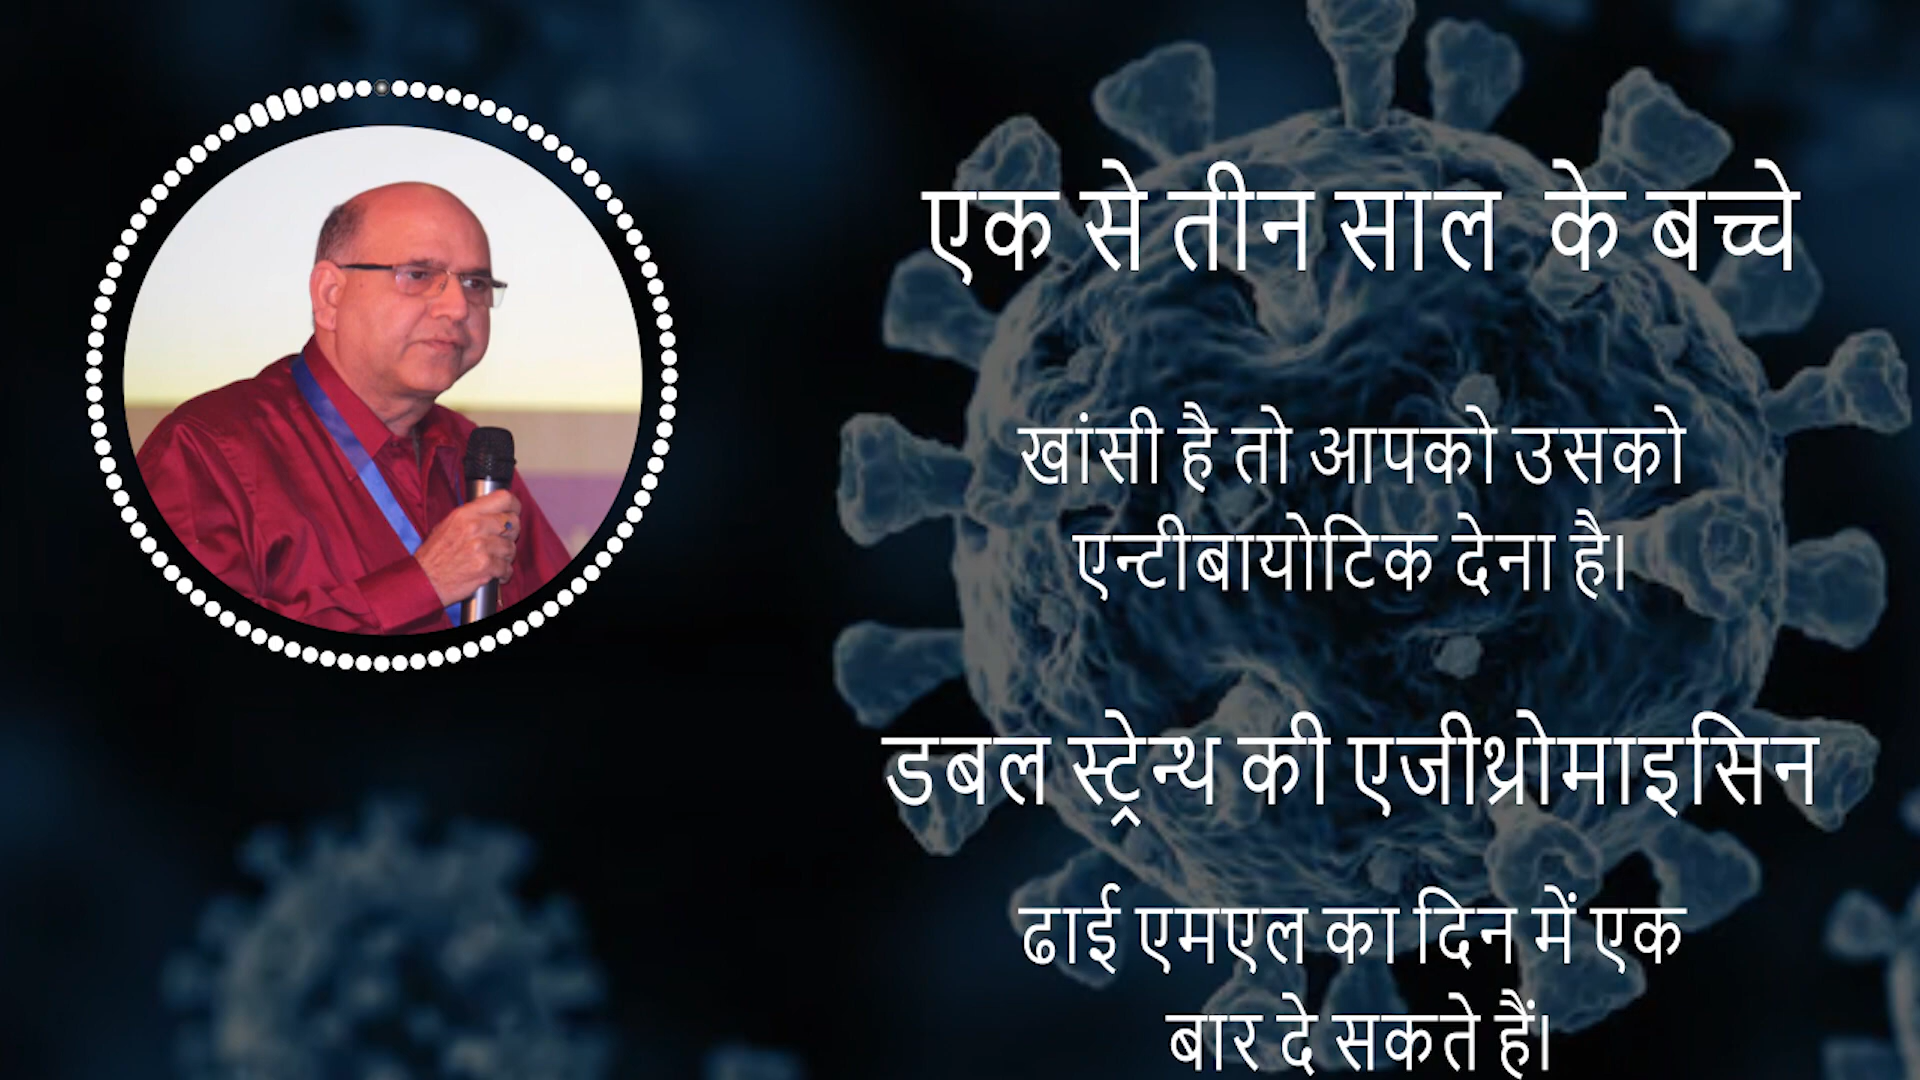 एक से तीन साल के बच्चे
खांसी है तो आपको उसको
एन्टीबायोटिक देना है।
डबल स्ट्रेन्थ की एजीथ्रोमाइसिन
ढाई एमएल का दिन में एक
बार दे सकते हैं।